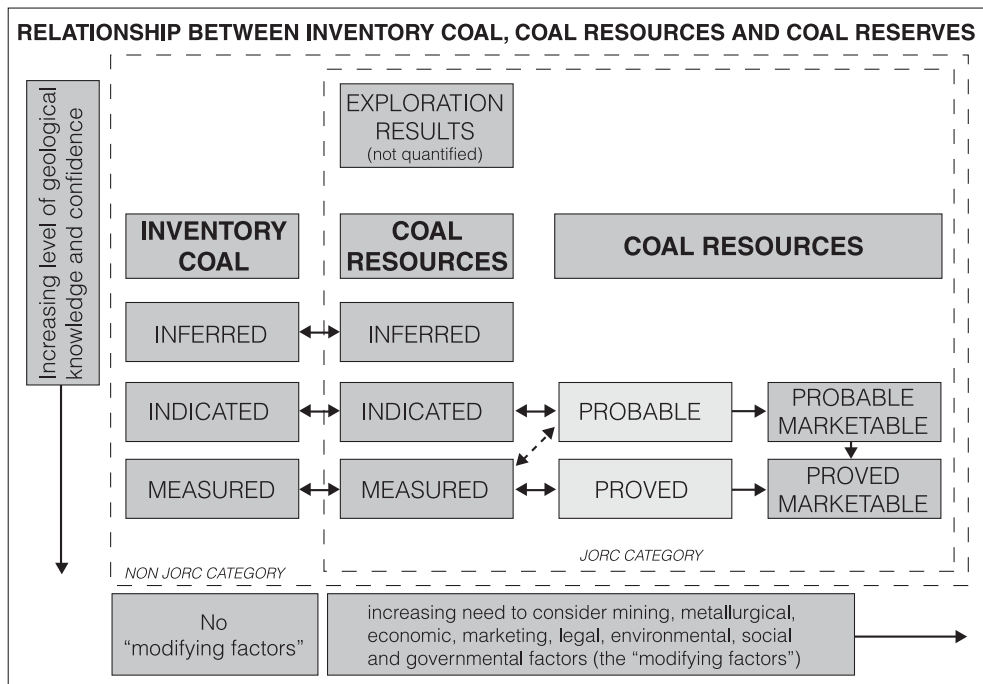 RELATIONSHIP BETWEEN INVENTORY COAL, COAL RESOURCES AND COAL RESERVES
Increasing level of geological
knowledge and confidence
EXPLORATION
RESULTS
(not quantified)
INVENTORY
COAL
COAL
RESOURCES
COAL RESOURCES
INFERRED
INFERRED
INDICATED
INDICATED
PROBABLE
PROBABLE
MARKETABLE
MEASURED
MEASURED
PROVED
PROVED
MARKETABLE
NON JORC CATEGORY
JORC CATEGORY
No
“modifying factors”
increasing need to consider mining, metallurgical,
economic, marketing, legal, environmental, social
and governmental factors (the “modifying factors”)